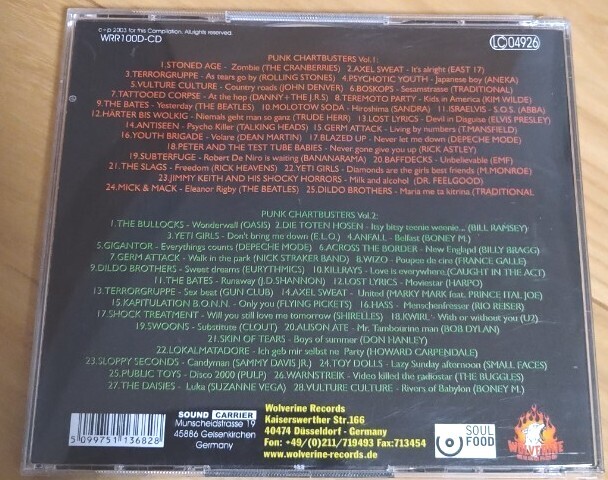 c - p 2003 for this Compilation. All rights reserved.
WRR100D-CD
LC 04926
PUNK CHARTBUSTERS Vol.1:
1.STONED AGE - Zombie (THE CRANBERRIES) 2.AXEL SWEAT - It's alright (EAST 17)
3.TERRORGRUPPE - As tears go by (ROLLING STONES) 4.PSYCHOTIC YOUTH - Japanese boy (ANEKA)
5.VULTURE CULTURE - Country roads (JOHN DENVER) 6.BOSKOPS - Sesamastrasse (TRADITIONAL)
7.TATTOOED CORPSE - At the hop (DANNY+THE J.R.S) 8.TEREMOTO PARTY - Kids in America (KIM WILDE)
9.THE BATES - Yesterday (THE BEATLES) 10.MOLOTOW SODA - Hiroshima (SANDRA) 11.ISRAELVIS - S.O.S. (ABBA)
12.HÄRTER BIS WOLKIG - Niemals geht man so ganz (TRUDE HERR) 13.LOST LYRICS - Devil in Disguise (ELVIS PRESLEY)
14.ANTISEEN - Psycho Killer (TALKING HEADS) 15.GERM ATTACK - Living by numbers (T.MANSFIELD)
16.YOUTH BRIGADE - Volare (DEAN MARTIN) 17.BLAZED UP - Never let me down (DEPECHE MODE)
18.PETER AND THE TEST TUBE BABIES - Never gone give you up (RICK ASTLEY)
19.SUBTERFUGE - Robert De Niro is waiting (BANANARAMA) 20.BAFFDECKS - Unbelievable (EMF)
21.THE SLAGS - Freedom (RICK HEAVENS) 22.YETI GIRLS - Diamonds are the girls best friends (M.MONROE)
23.JIMMY KEITH AND HIS SHOCKY HORRORS - Milk and alcohol (DR. FEELGOOD)
24.MICK & MACK - Eleanor Rigby (THE BEATLES) 25.DILDO BROTHERS - Maria me ta kitrina (TRADITIONAL
PUNK CHARTBUSTERS Vol.2:
1.THE BULLOCKS - Wonderwall (OASIS) 2.DIE TOTEN HOSEN - Itsy bitsy teenie weenie... (BILL RAMSEY)
3.YETI GIRLS - Don't bring me down (E.L.O.) 4.ANFALL - Belfast (BONEY M.)
5.GIGANTOR - Everything counts (DEPECHE MODE) 6.ACROSS THE BORDER - New England (BILLY BRAGG)
7.GERM ATTACK - Walk in the park (NICK STRAKER BAND) 8.WIZO - Poupee de cire (FRANCE GALLE)
9.DILDO BROTHERS - Sweet dreams (EURYTHMICS) 10.KILLRAYS - Love is everywhere (CAUGHT IN THE ACT)
11.THE BATES - Runaway (D.SHANNON) 12.LOST LYRICS - Moviestar (HARPO)
13.TERRORGRUPPE - Sex beat (GUN CLUB) 14.AXEL SWEAT - United (MARKY MARK feat. PRINCE ITAL JOE)
15.KAPITULATION B.O.N.N. - Only you (FLYING PICKETS) 16.HASS - Menschenfresser (RIO REISER)
17.SHOCK TREATMENT - Will you still love me tomorrow (SHIRELLES) 18.KWIRL - With or without you (U2)
19.SWOONS - Substitute (CLOUT) 20.ALISON ATE - Mr. Tambourine man (BOB DYLAN)
21.SKIN OF TEARS - Boys of summer (DON HANLEY)
22.LOKALMATADORE - Ich geb mir selbst ne Party (HOWARD CARPENDALE)
23.SLOPPY SECONDS - Candyman (SAMMY DAVIS JR.) 24.TOY DOLLS - Lazy Sunday afternoon (SMALL FACES)
25.PUBLIC TOYS - Disco 2000 (PULP) 26.WARNSTREIK - Video killed the radiostar (THE BUGGLES)
27.THE DAISIES - Luka (SUZANNE VEGA) 28.VULTURE CULTURE - Rivers of Babylon (BONEY M.)
5 099751 136828
SOUND CARRIER
Munscheidstrasse 19
45886 Gelsenkirchen
Germany
Wolverine Records
Kaiserswerther Str.166
40474 Düsseldorf - Germany
Fon: +49/(0)211/719493 Fax:713454
www.wolverine-records.de
SOUL
FOOD
WOLVERINE